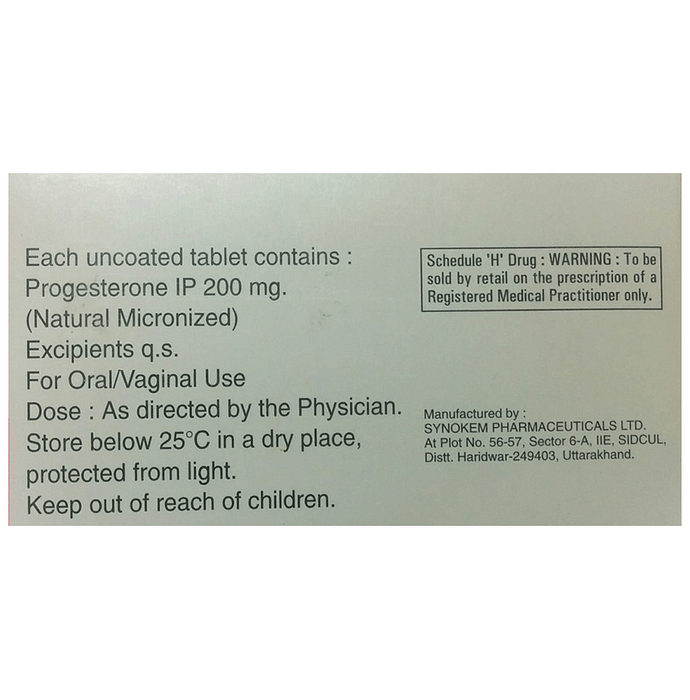 Each uncoated tablet contains :
Progesterone IP 200 mg.
(Natural Micronized)
Excipients q.s.
For Oral/Vaginal Use
Dose : As directed by the Physician.
Store below 25°C in a dry place,
protected from light.
Keep out of reach of children.
Schedule 'H' Drug : WARNING : To be
sold by retail on the prescription of a
Registered Medical Practitioner only.
Manufactured by :
SYNOKEM PHARMACEUTICALS LTD.
At Plot No. 56-57, Sector 6-A, IIE, SIDCUL,
Distt. Haridwar-249403, Uttarakhand.